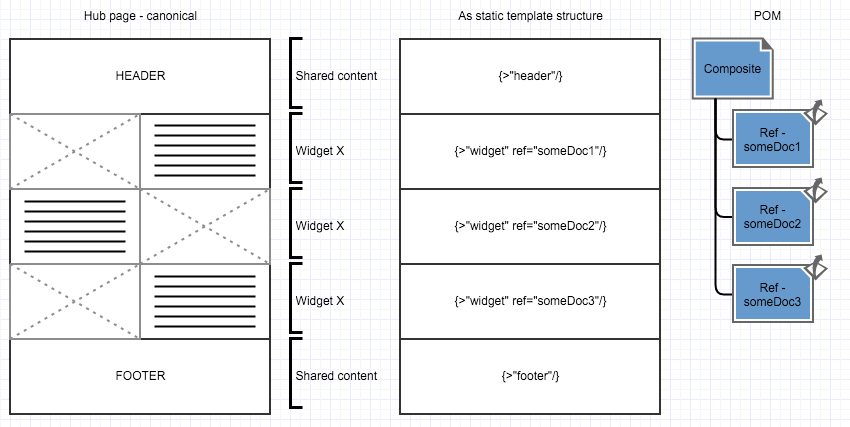 Hub page - canonical
As static template structure
POM
HEADER
Shared content
{>"header"/}
Composite
Widget X
{>"widget" ref="someDoc1"/}
Ref -
someDoc1
Widget X
{>"widget" ref="someDoc2"/}
Ref -
someDoc2
Widget X
{>"widget" ref="someDoc3"/}
Ref -
someDoc3
FOOTER
Shared content
{>"footer"/}